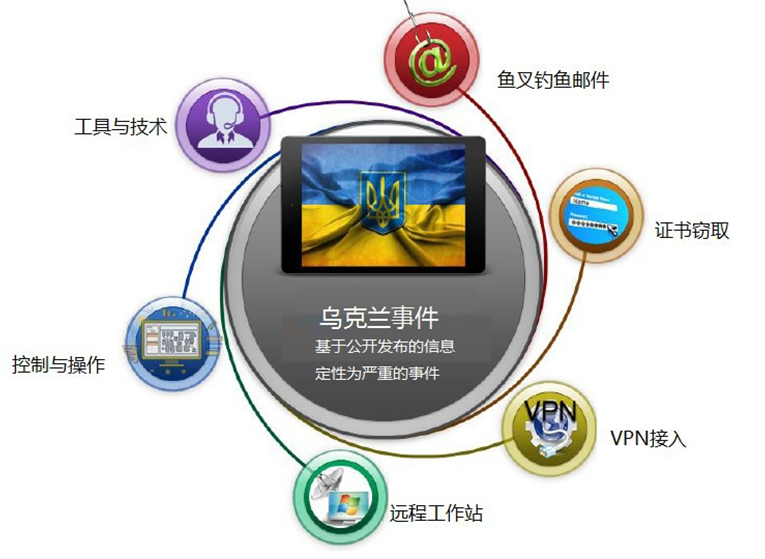 鱼叉钓鱼邮件
工具与技术
证书窃取
乌克兰事件
基于公开发布的信息
定性为严重的事件
控制与操作
VPN
VPN接入
远程工作站